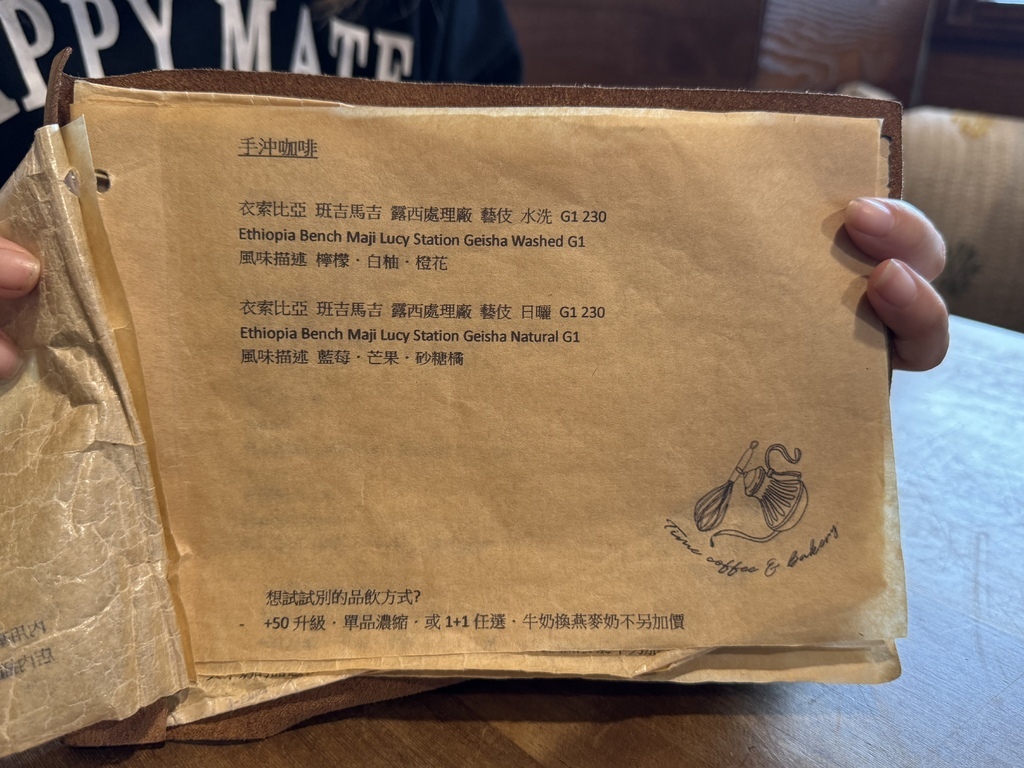 PPY MATE
手沖咖啡
衣索比亞 班吉馬吉 露西處理廠 藝伎 水洗 G1 230
Ethiopia Bench Maji Lucy Station Geisha Washed G1
風味描述 檸檬．白柚．橙花
衣索比亞 班吉馬吉 露西處理廠 藝伎 日曬 G1 230
Ethiopia Bench Maji Lucy Station Geisha Natural G1
風味描述 藍莓．芒果．砂糖橘
Time coffee & Bakery
想試試別的品飲方式?
- +50 升級．單品濃縮．或 1+1 任選．牛奶換燕麥奶不另加價